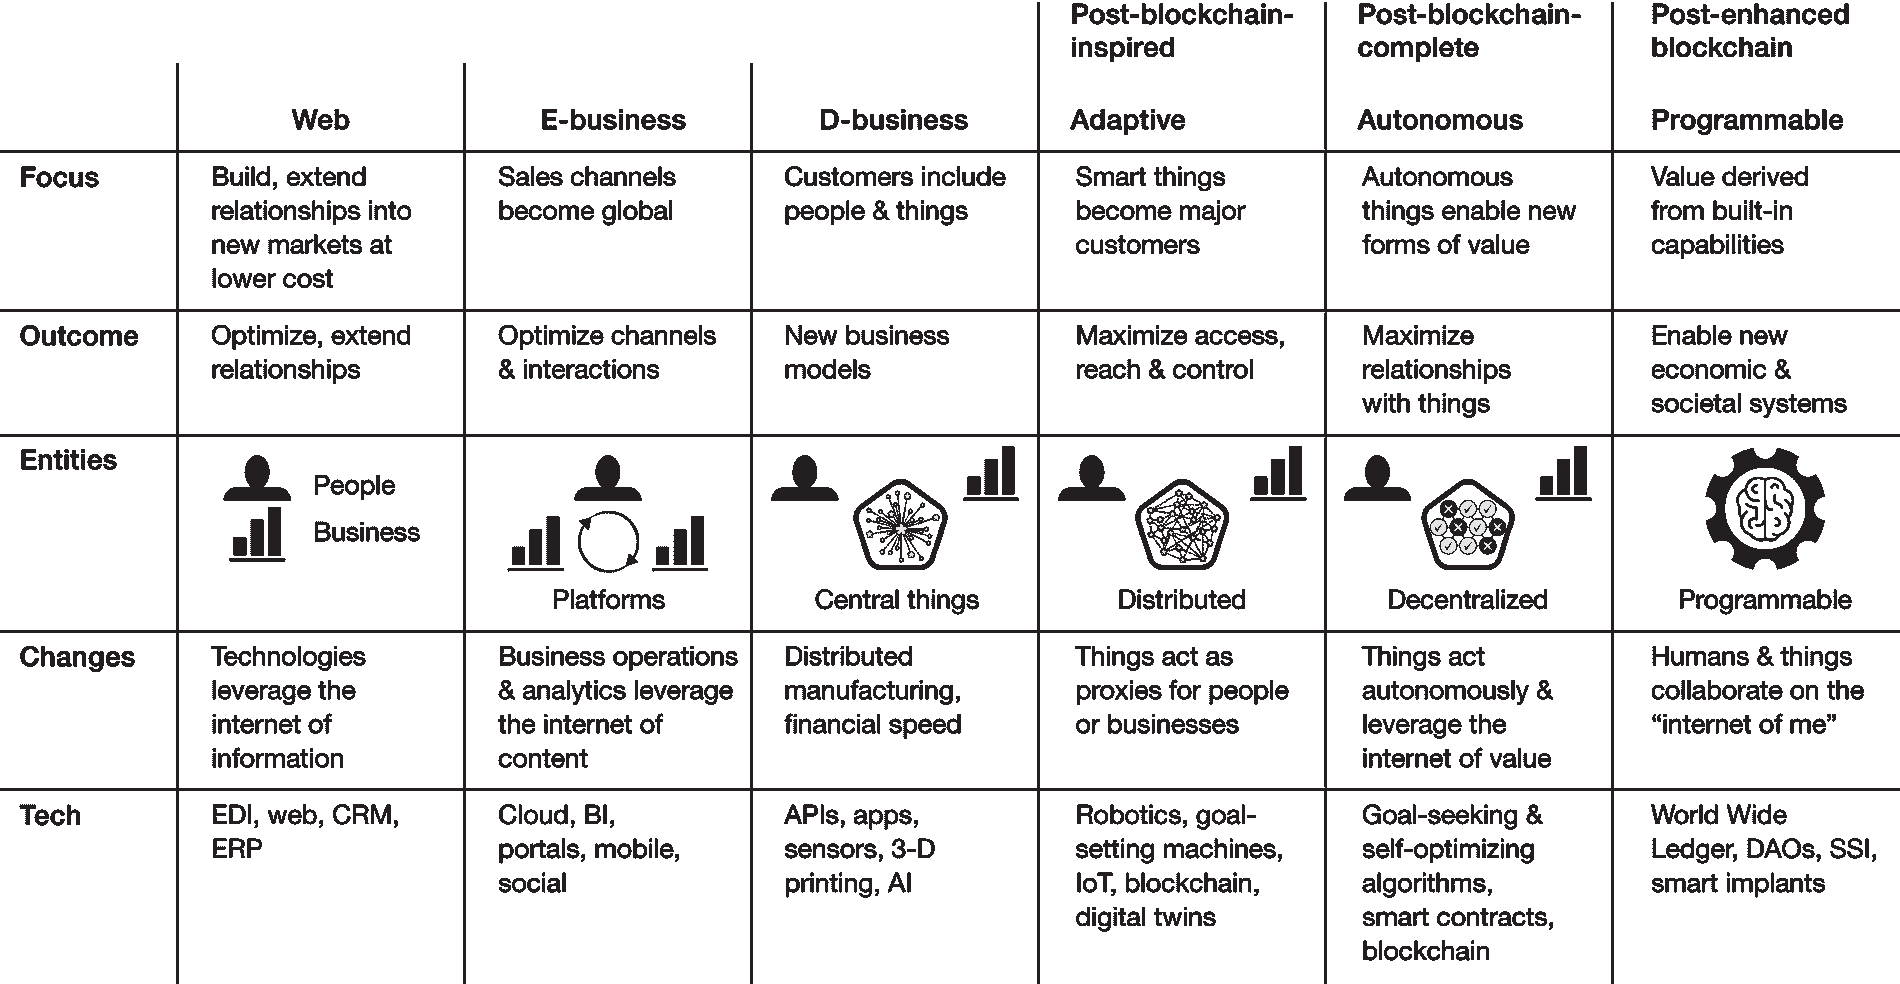 Post-blockchain-
inspired
Post-blockchain-
complete
Post-enhanced
blockchain
Web
E-business
D-business
Adaptive
Autonomous
Programmable
Focus
Build, extend
relationships into
new markets at
lower cost
Sales channels
become global
Customers include
people & things
Smart things
become major
customers
Autonomous
things enable new
forms of value
Value derived
from built-in
capabilities
Outcome
Optimize, extend
relationships
Optimize channels
& interactions
New business
models
Maximize access,
reach & control
Maximize
relationships
with things
Enable new
economic &
societal systems
Entities
People
Business
Platforms
Central things
Distributed
Decentralized
Programmable
Changes
Technologies
leverage the
internet of
information
Business operations
& analytics leverage
the internet of
content
Distributed
manufacturing,
financial speed
Things act as
proxies for people
or businesses
Things act
autonomously &
leverage the
internet of value
Humans & things
collaborate on the
“internet of me”
Tech
EDI, web, CRM,
ERP
Cloud, BI,
portals, mobile,
social
APIs, apps,
sensors, 3-D
printing, AI
Robotics, goal-
setting machines,
IoT, blockchain,
digital twins
Goal-seeking &
self-optimizing
algorithms,
smart contracts,
blockchain
World Wide
Ledger, DAOs, SSI,
smart implants